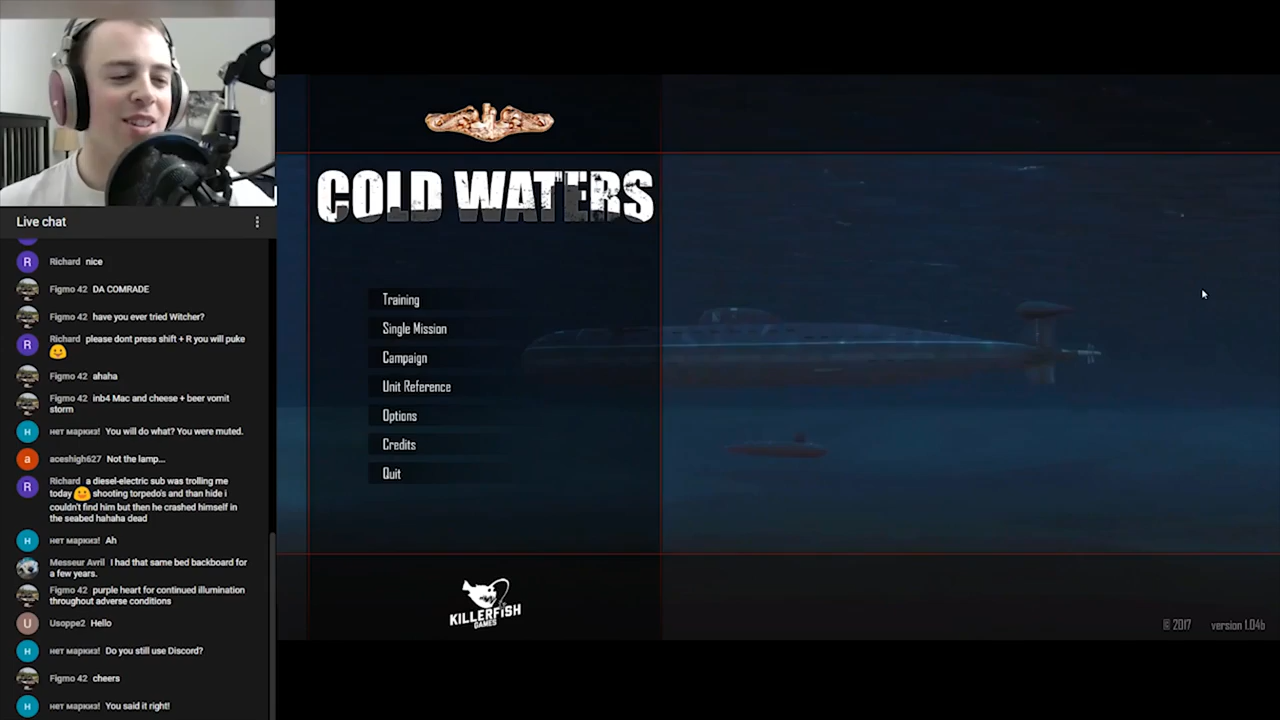 Live chat
R Richard nice
Figmo 42 DA COMRADE
Figmo 42 have you ever tried Witcher?
R Richard please dont press shift + R you will puke
Figmo 42 ahaha
Figmo 42 inb4 Mac and cheese + beer vomit
storm
н нет маркиз! You will do what? You were muted.
a aceshigh627 Not the lamp...
R Richard a diesel-electric sub was trolling me
today shooting torpedo's and than hide i
couldn't find him but then he crashed himself in
the seabed hahaha dead
н нет маркиз! Ah
Messeur Avril I had that same bed backboard for
a few years.
Figmo 42 purple heart for continued illumination
throughout adverse conditions
U Usoppe2 Hello
н нет маркиз! Do you still use Discord?
Figmo 42 cheers
н нет маркиз! You said it right!
COLD WATERS
Training
Single Mission
Campaign
Unit Reference
Options
Credits
Quit
KILLERFISH
GAMES
© 2017 version 1.04b